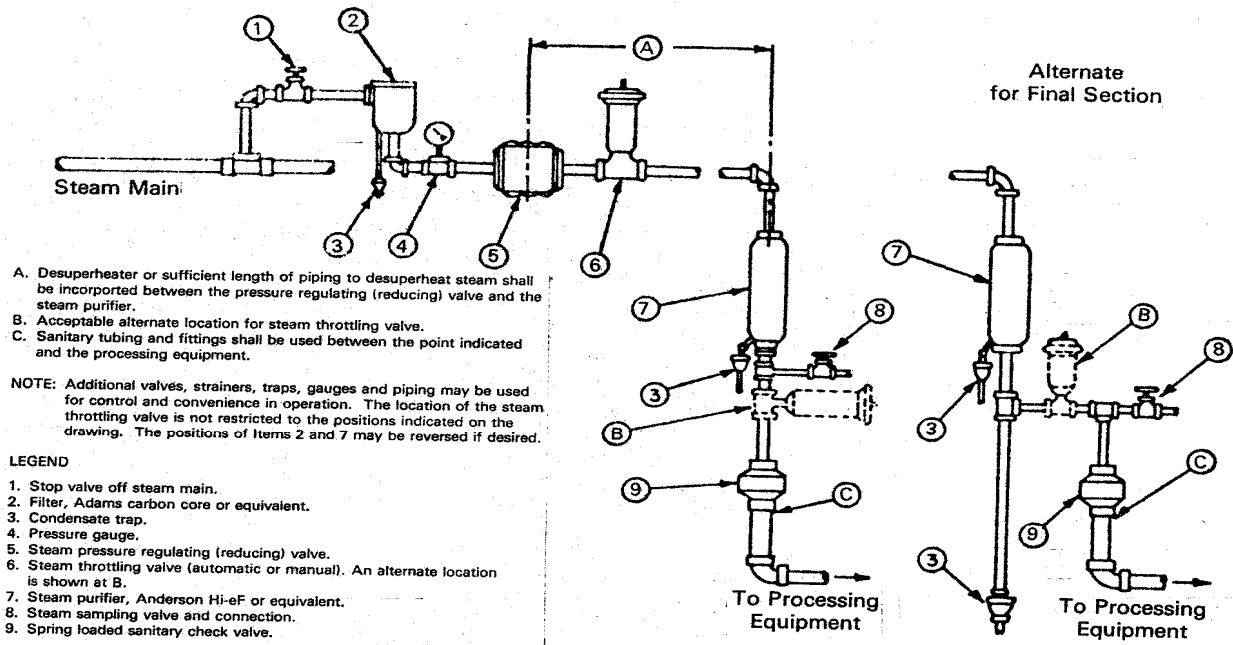 1
2
A
Alternate
for Final Section
Steam Main
3
4
5
6
7
8
3
B
9
C
To Processing
Equipment
7
B
8
3
3
C
9
3
To Processing
Equipment
A. Desuperheater or sufficient length of piping to desuperheat steam shall
be incorported between the pressure regulating (reducing) valve and the
steam purifier.
B. Acceptable alternate location for steam throttling valve.
C. Sanitary tubing and fittings shall be used between the point indicated
and the processing equipment.
NOTE: Additional valves, strainers, traps, gauges and piping may be used
for control and convenience in operation. The location of the steam
throttling valve is not restricted to the positions indicated on the
drawing. The positions of Items 2 and 7 may be reversed if desired.
LEGEND
1. Stop valve off steam main.
2. Filter, Adams carbon core or equivalent.
3. Condensate trap.
4. Pressure gauge.
5. Steam pressure regulating (reducing) valve.
6. Steam throttling valve (automatic or manual). An alternate location
is shown at B.
7. Steam purifier, Anderson Hi-eF or equivalent.
8. Steam sampling valve and connection.
9. Spring loaded sanitary check valve.